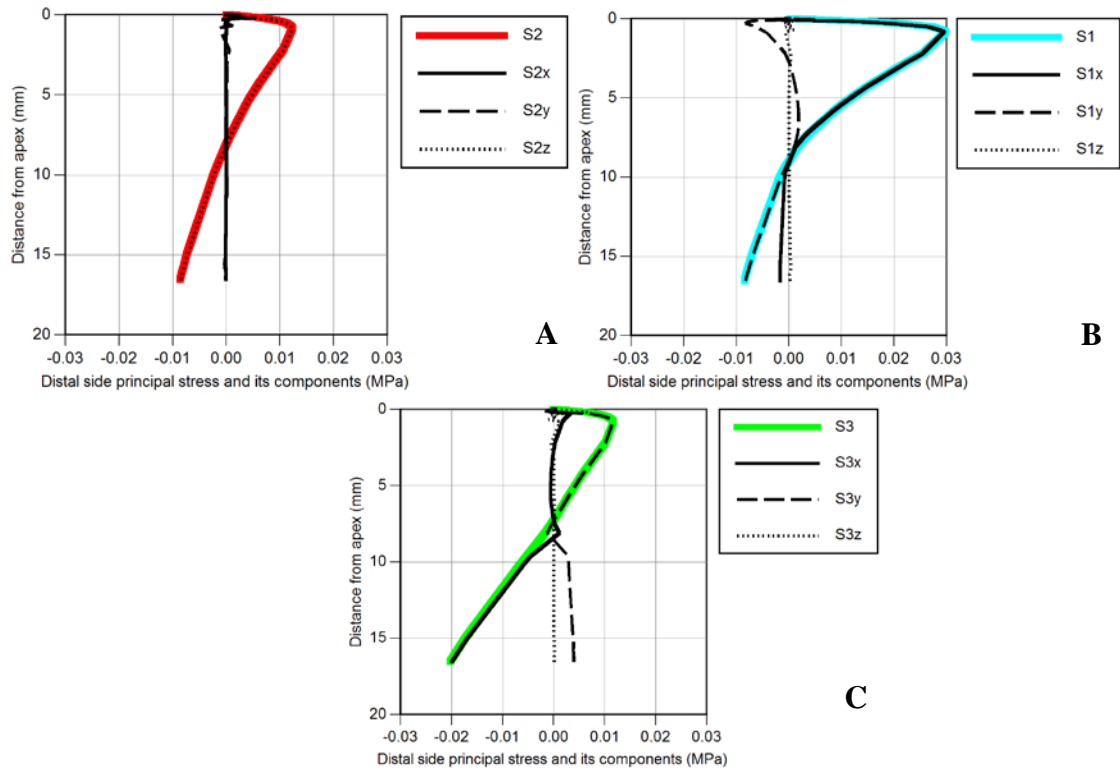 0
5
10
15
20
Distance from apex (mm)
-0.03 -0.02 -0.01 0.00 0.01 0.02 0.03
Distal side principal stress and its components (MPa)
S2
S2x
S2y
S2z
A
0
5
10
15
20
Distance from apex (mm)
-0.03 -0.02 -0.01 0.00 0.01 0.02 0.03
Distal side principal stress and its components (MPa)
S1
S1x
S1y
S1z
B
0
5
10
15
20
Distance from apex (mm)
-0.03 -0.02 -0.01 0.00 0.01 0.02 0.03
Distal side principal stress and its components (MPa)
S3
S3x
S3y
S3z
C